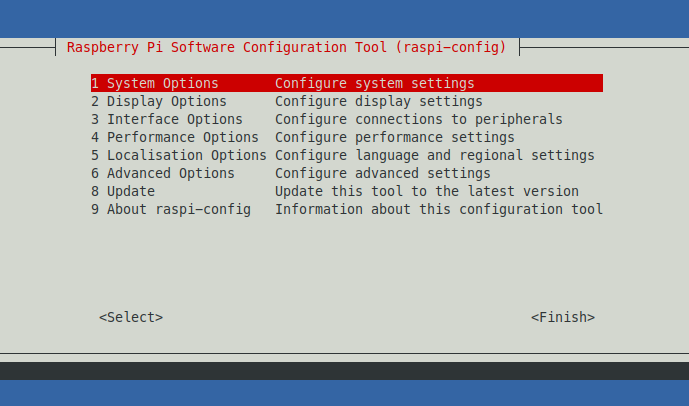 Raspberry Pi Software Configuration Tool (raspi-config)
1 System Options Configure system settings
2 Display Options Configure display settings
3 Interface Options Configure connections to peripherals
4 Performance Options Configure performance settings
5 Localisation Options Configure language and regional settings
6 Advanced Options Configure advanced settings
8 Update Update this tool to the latest version
9 About raspi-config Information about this configuration tool
<Select> <Finish>